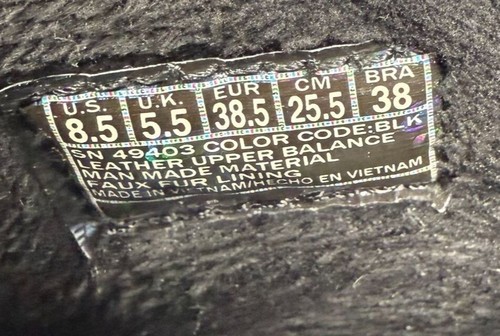 U.S. U.K. EUR CM BRA
8.5 5.5 38.5 25.5 38
SN 49403 COLOR CODE:BLK
LEATHER UPPER BALANCE
MAN MADE MATERIAL
FAUX FUR LINING
MADE IN VIETNAM/HECHO EN VIETNAM